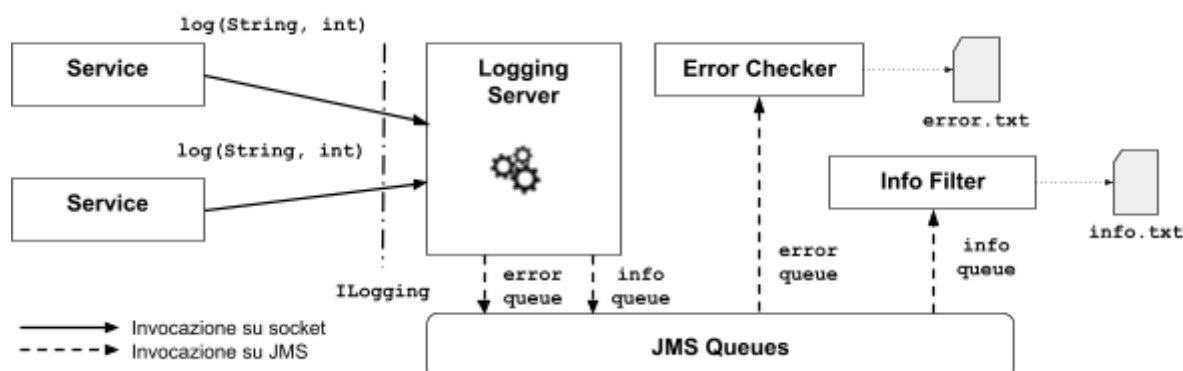 log(String, int)
Service
Logging
Server
Error Checker
error.txt
log(String, int)
Service
Info Filter
info.txt
error
queue
info
queue
error
queue
info
queue
ILogging
Invocazione su socket
Invocazione su JMS
JMS Queues